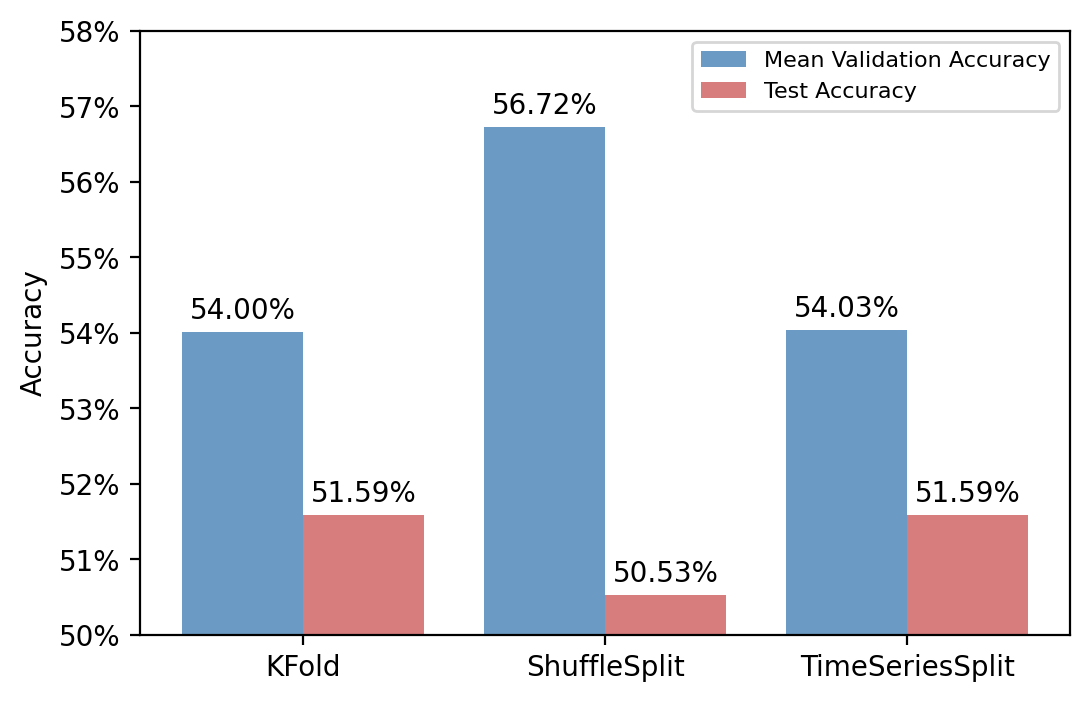 58%
57%
56%
55%
54%
53%
52%
51%
50%
Accuracy
Mean Validation Accuracy
Test Accuracy
54.00%
51.59%
56.72%
50.53%
54.03%
51.59%
KFold
ShuffleSplit
TimeSeriesSplit